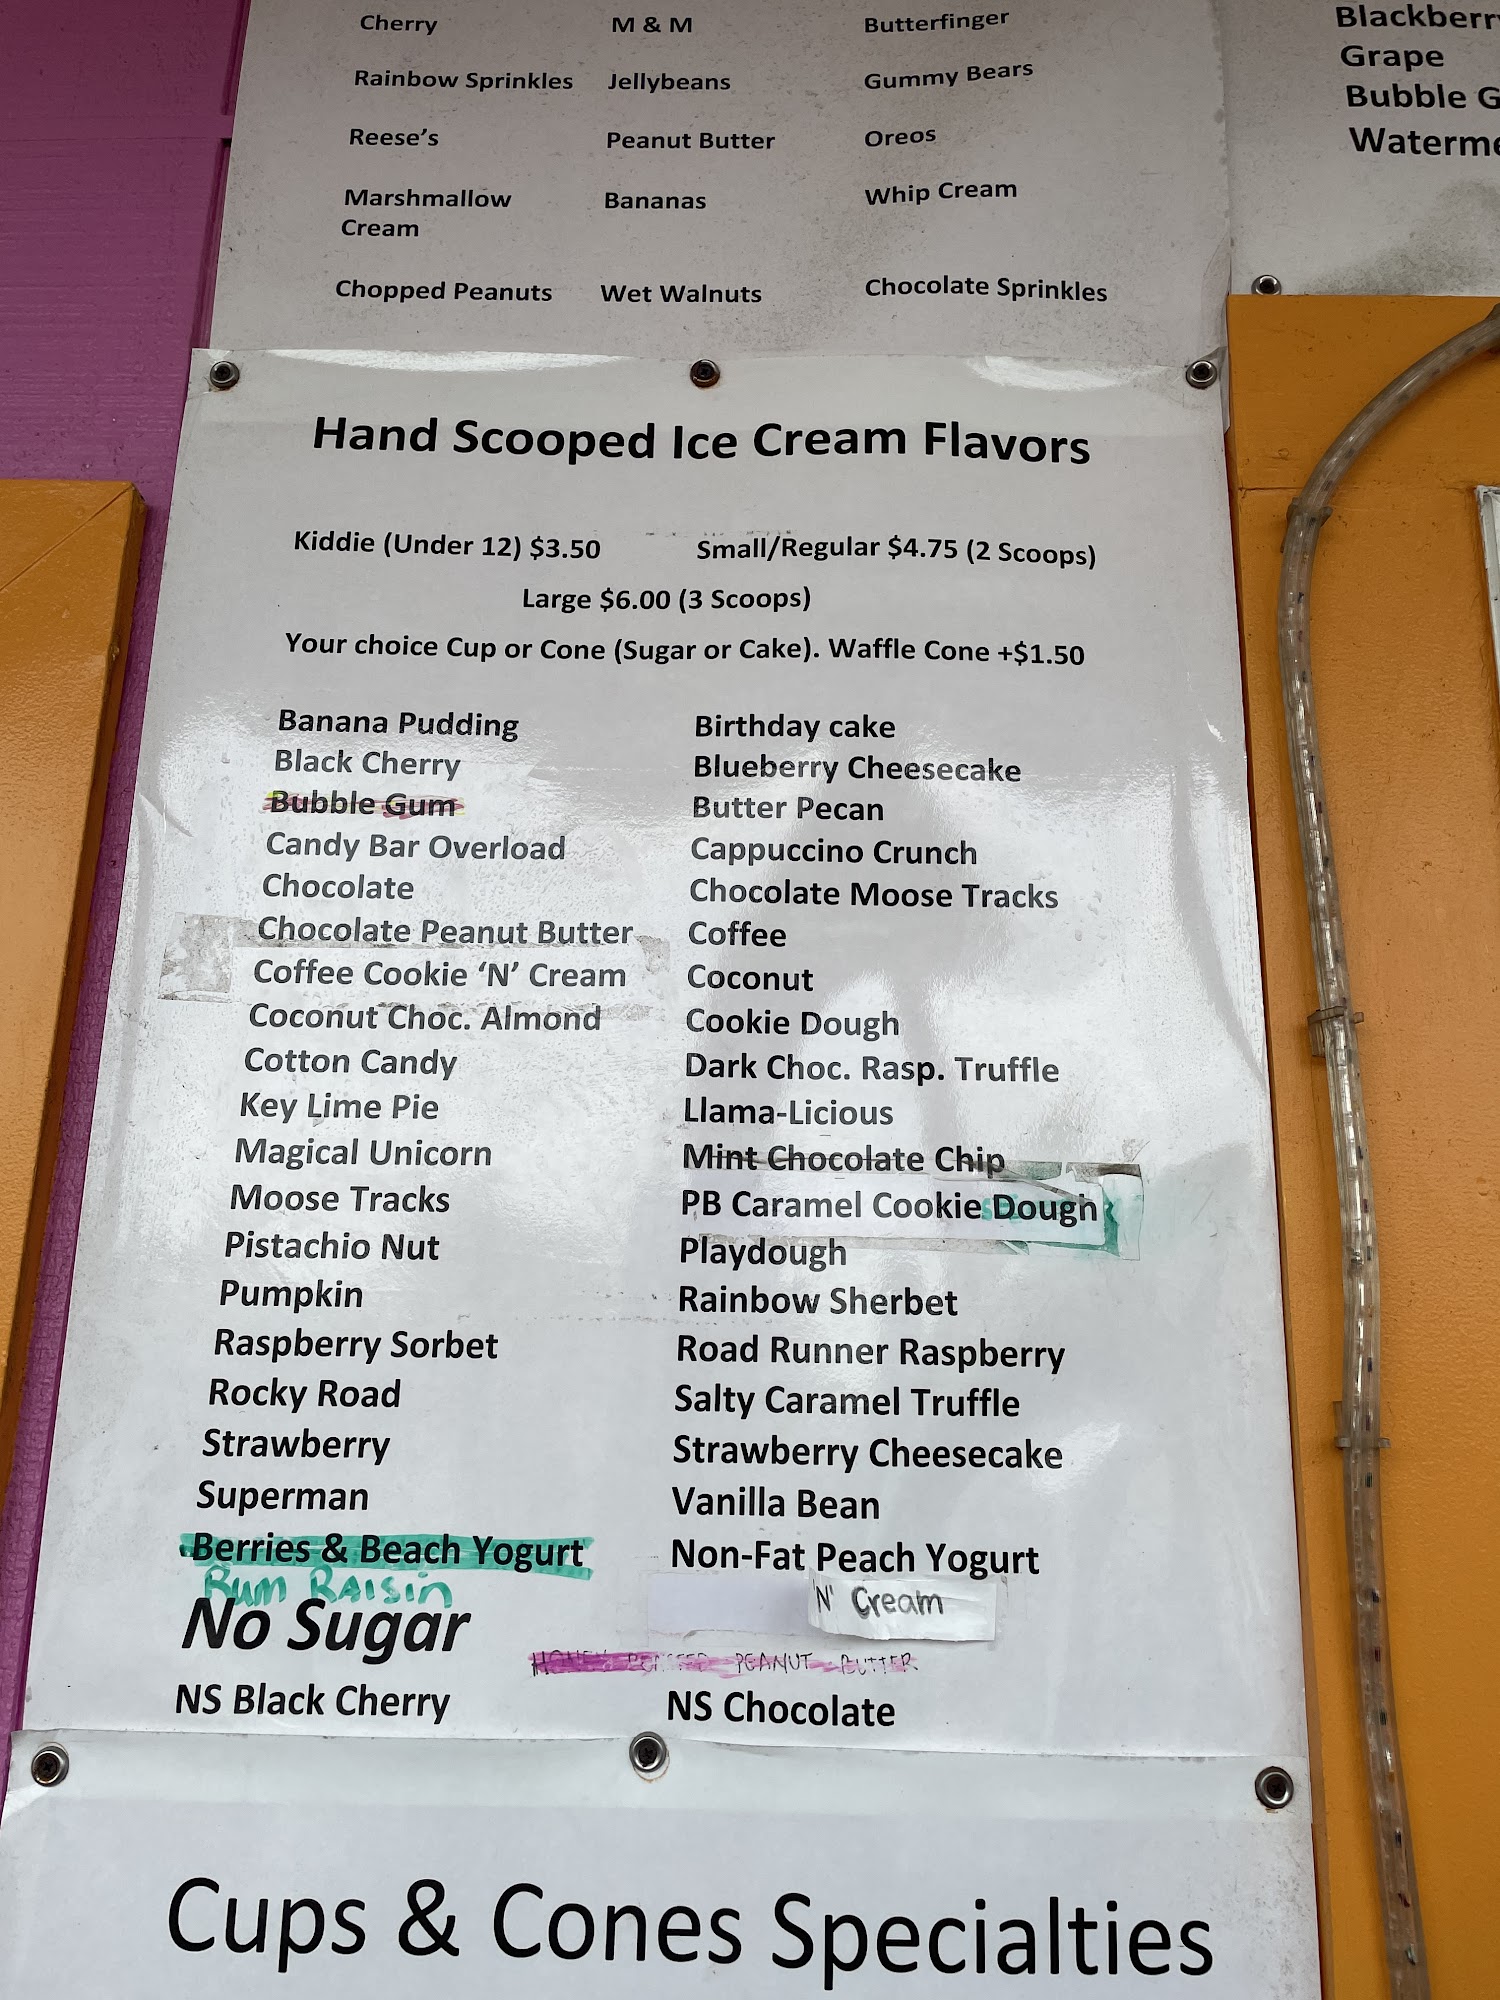 Cherry M & M Butterfinger
Rainbow Sprinkles Jellybeans Gummy Bears
Reese's Peanut Butter Oreos
Marshmallow Cream Bananas Whip Cream
Chopped Peanuts Wet Walnuts Chocolate Sprinkles
Grape
Bubble
Hand Scooped Ice Cream Flavors
Kiddie (Under 12) $3.50 Small/Regular $4.75 (2 Scoops)
Large $6.00 (3 Scoops)
Your choice Cup or Cone (Sugar or Cake). Waffle Cone +$1.50
Banana Pudding Birthday cake
Black Cherry Blueberry Cheesecake
Bubble Gum Butter Pecan
Candy Bar Overload Cappuccino Crunch
Chocolate Chocolate Moose Tracks
Chocolate Peanut Butter Coffee
Coffee Cookie 'N' Cream Coconut
Coconut Choc. Almond Cookie Dough
Cotton Candy Dark Choc. Rasp. Truffle
Key Lime Pie Llama-Licious
Magical Unicorn Mint Chocolate Chip
Moose Tracks PB Caramel Cookie Dough
Pistachio Nut Playdough
Pumpkin Rainbow Sherbet
Raspberry Sorbet Road Runner Raspberry
Rocky Road Salty Caramel Truffle
Strawberry Strawberry Cheesecake
Superman Vanilla Bean
Berries & Beach Yogurt Non-Fat Peach Yogurt
Rum Raisin 'N' Cream
No Sugar
PEANUT BUTTER
NS Black Cherry NS Chocolate
Cups & Cones Specialties